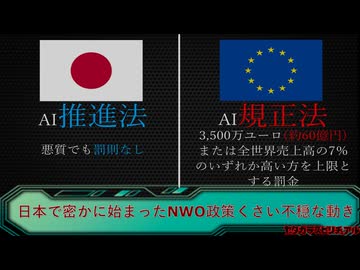 AI推進法
悪質でも罰則なし
AI規正法
3,500万ユーロ(約60億円)
または全世界売上高の7%
のいずれか高い方を上限と
する罰金
日本で密かに始まったNWO政策くさい不穏な動き